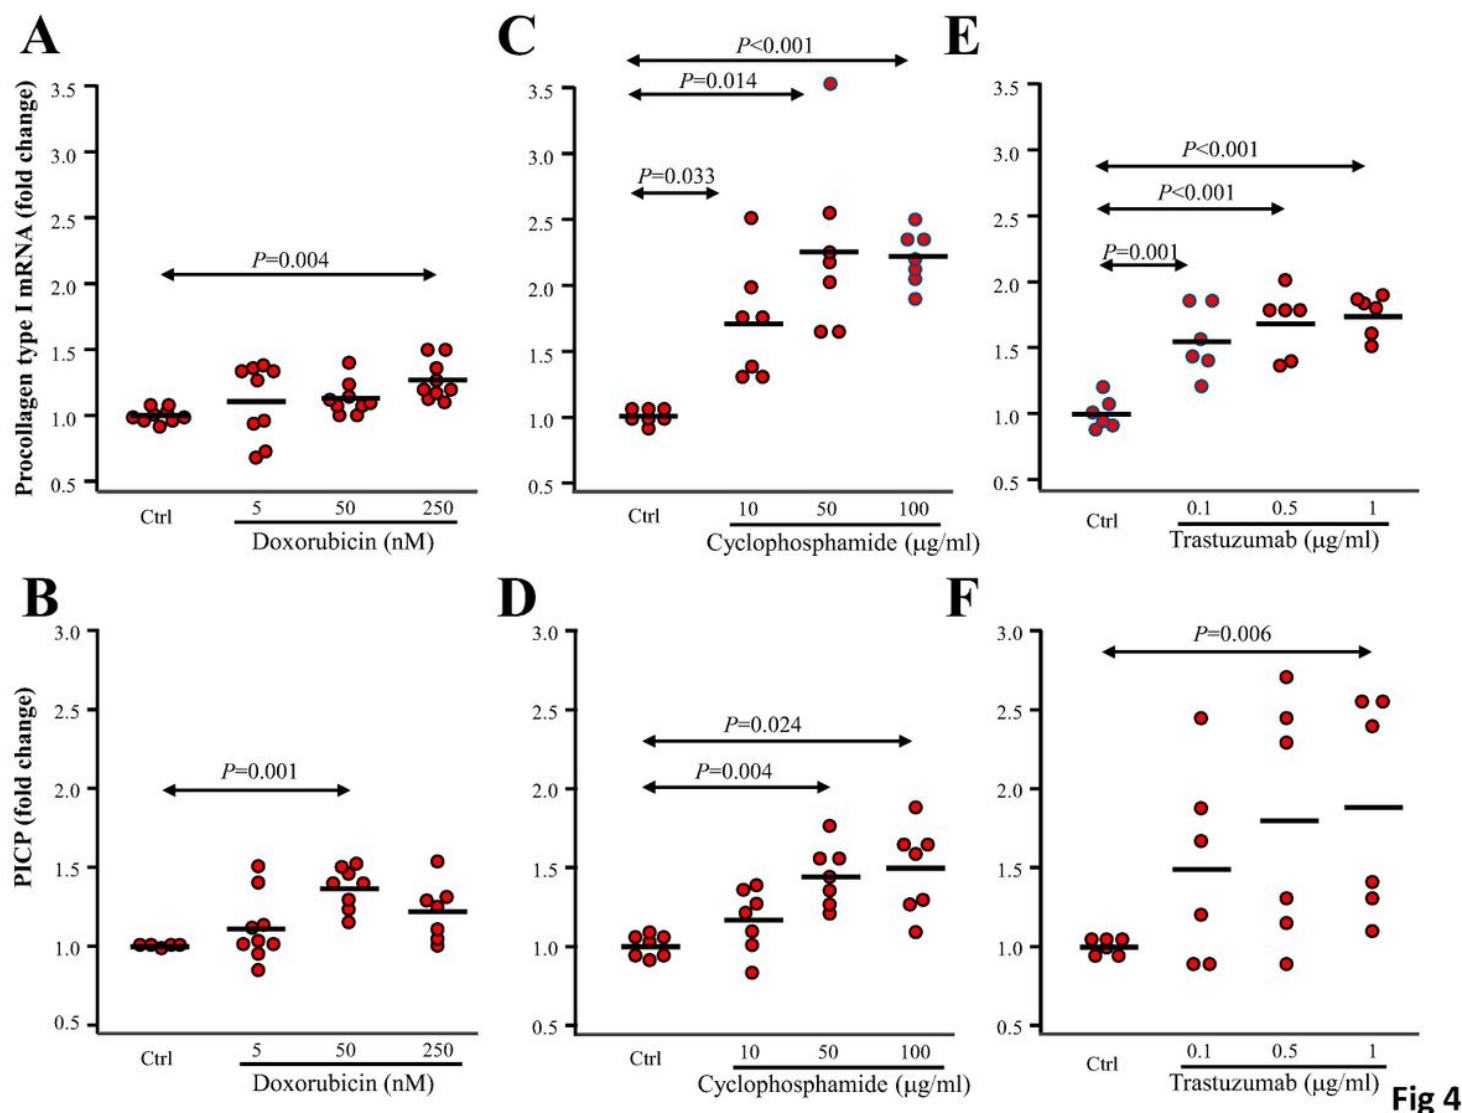 A
Procollagen type I mRNA (fold change)
3.5
3.0
2.5
2.0
1.5
1.0
0.5
P=0.004
Ctrl
5 50 250
Doxorubicin (nM)
C
3.5
3.0
2.5
2.0
1.5
1.0
0.5
P<0.001
P=0.014
P=0.033
Ctrl
10 50 100
Cyclophosphamide (μg/ml)
E
3.5
3.0
2.5
2.0
1.5
1.0
0.5
P<0.001
P<0.001
P=0.001
Ctrl
0.1 0.5 1
Trastuzumab (μg/ml)
B
PICP (fold change)
3.0
2.5
2.0
1.5
1.0
0.5
P=0.001
Ctrl
5 50 250
Doxorubicin (nM)
D
3.0
2.5
2.0
1.5
1.0
0.5
P=0.024
P=0.004
Ctrl
10 50 100
Cyclophosphamide (μg/ml)
F
3.0
2.5
2.0
1.5
1.0
0.5
P=0.006
Ctrl
0.1 0.5 1
Trastuzumab (μg/ml)
Fig 4